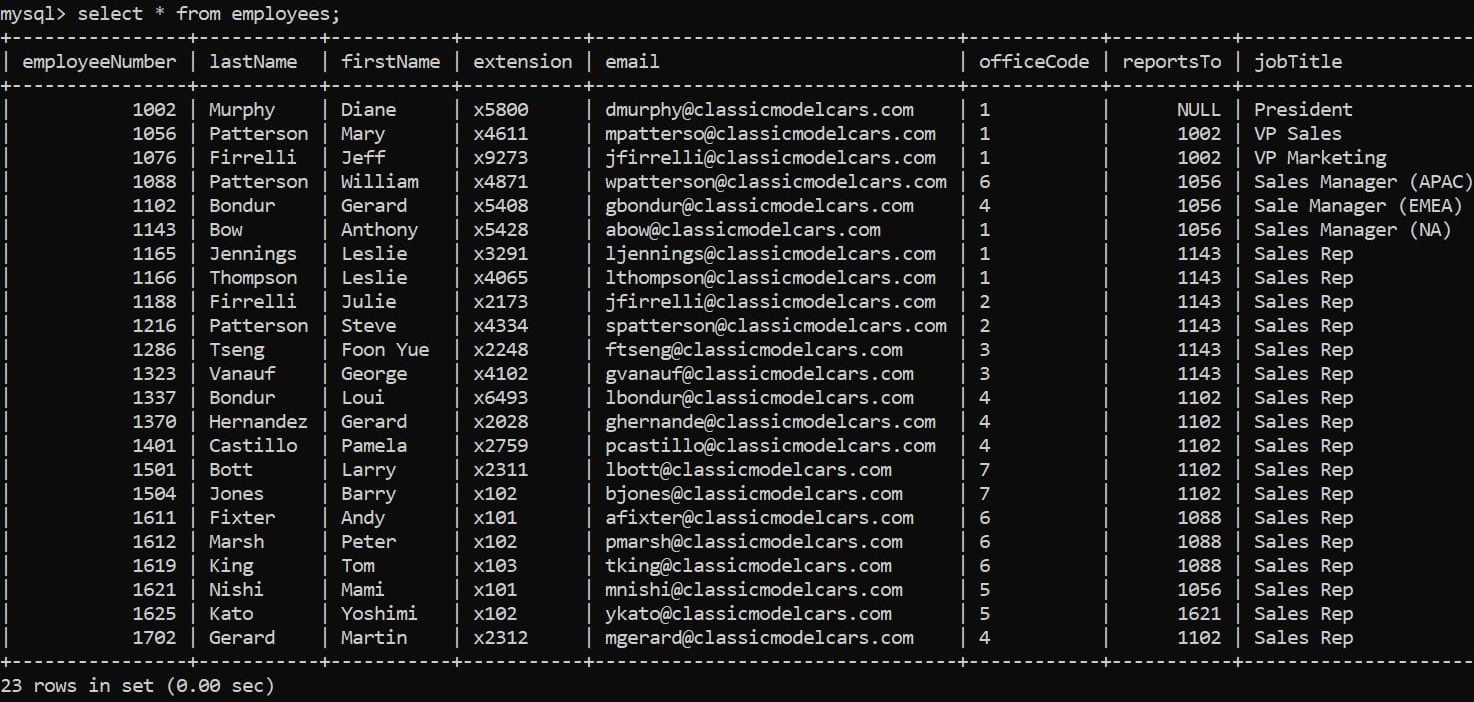 mysql> select * from employees;
+----------------+-----------+-----------+-----------+---------------------------------+------------+-----------+---------------------
| employeeNumber | lastName  | firstName | extension | email                           | officeCode | reportsTo | jobTitle
+----------------+-----------+-----------+-----------+---------------------------------+------------+-----------+---------------------
|           1002 | Murphy    | Diane     | x5800     | dmurphy@classicmodelcars.com    | 1          |      NULL | President
|           1056 | Patterson | Mary      | x4611     | mpatterso@classicmodelcars.com  | 1          |      1002 | VP Sales
|           1076 | Firrelli  | Jeff      | x9273     | jfirrelli@classicmodelcars.com  | 1          |      1002 | VP Marketing
|           1088 | Patterson | William   | x4871     | wpatterson@classicmodelcars.com | 6          |      1056 | Sales Manager (APAC)
|           1102 | Bondur    | Gerard    | x5408     | gbondur@classicmodelcars.com    | 4          |      1056 | Sale Manager (EMEA)
|           1143 | Bow       | Anthony   | x5428     | abow@classicmodelcars.com       | 1          |      1056 | Sales Manager (NA)
|           1165 | Jennings  | Leslie    | x3291     | ljennings@classicmodelcars.com  | 1          |      1143 | Sales Rep
|           1166 | Thompson  | Leslie    | x4065     | lthompson@classicmodelcars.com  | 1          |      1143 | Sales Rep
|           1188 | Firrelli  | Julie     | x2173     | jfirrelli@classicmodelcars.com  | 2          |      1143 | Sales Rep
|           1216 | Patterson | Steve     | x4334     | spatterson@classicmodelcars.com | 2          |      1143 | Sales Rep
|           1286 | Tseng     | Foon Yue  | x2248     | ftseng@classicmodelcars.com     | 3          |      1143 | Sales Rep
|           1323 | Vanauf    | George    | x4102     | gvanauf@classicmodelcars.com    | 3          |      1143 | Sales Rep
|           1337 | Bondur    | Loui      | x6493     | lbondur@classicmodelcars.com    | 4          |      1102 | Sales Rep
|           1370 | Hernandez | Gerard    | x2028     | ghernande@classicmodelcars.com  | 4          |      1102 | Sales Rep
|           1401 | Castillo  | Pamela    | x2759     | pcastillo@classicmodelcars.com  | 4          |      1102 | Sales Rep
|           1501 | Bott      | Larry     | x2311     | lbott@classicmodelcars.com      | 7          |      1102 | Sales Rep
|           1504 | Jones     | Barry     | x102      | bjones@classicmodelcars.com     | 7          |      1102 | Sales Rep
|           1611 | Fixter    | Andy      | x101      | afixter@classicmodelcars.com    | 6          |      1088 | Sales Rep
|           1612 | Marsh     | Peter     | x102      | pmarsh@classicmodelcars.com     | 6          |      1088 | Sales Rep
|           1619 | King      | Tom       | x103      | tking@classicmodelcars.com      | 6          |      1088 | Sales Rep
|           1621 | Nishi     | Mami      | x101      | mnishi@classicmodelcars.com     | 5          |      1056 | Sales Rep
|           1625 | Kato      | Yoshimi   | x102      | ykato@classicmodelcars.com      | 5          |      1621 | Sales Rep
|           1702 | Gerard    | Martin    | x2312     | mgerard@classicmodelcars.com    | 4          |      1102 | Sales Rep
+----------------+-----------+-----------+-----------+---------------------------------+------------+-----------+---------------------
23 rows in set (0.00 sec)